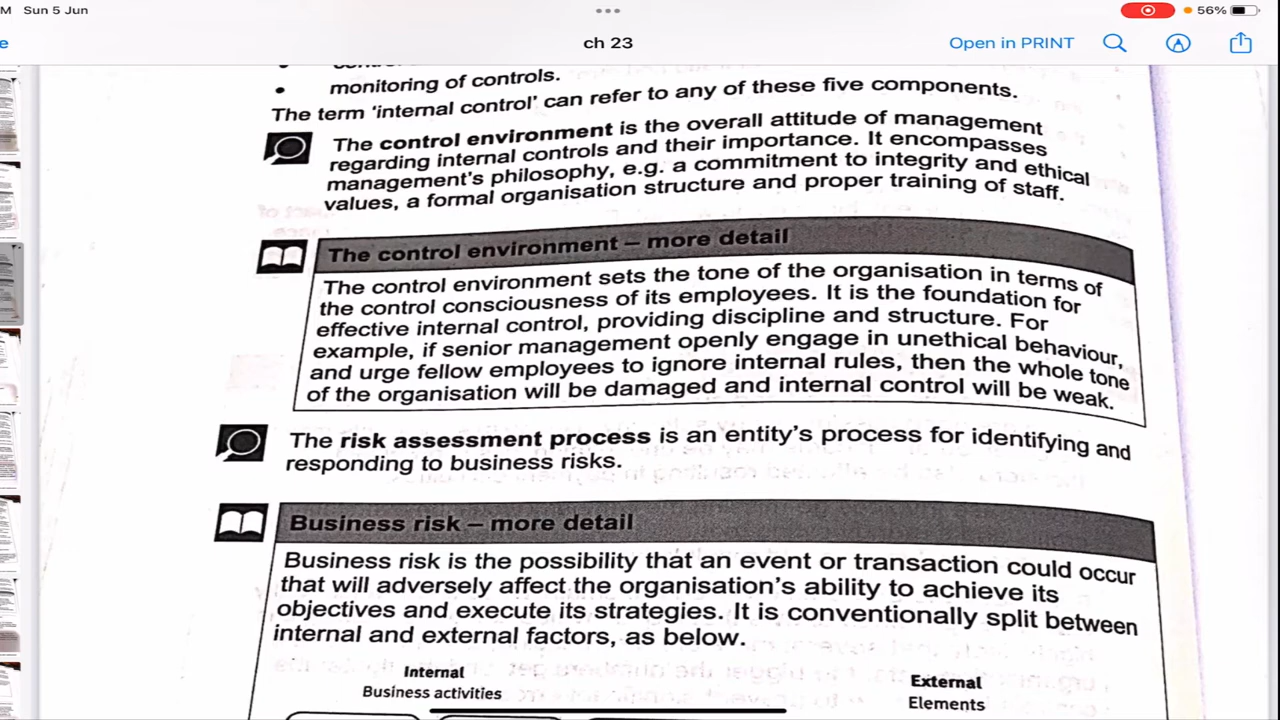 M Sun 5 Jun
56%
ch 23
Open in PRINT
monitoring of controls.
The term 'internal control' can refer to any of these five components.
The control environment is the overall attitude of management
regarding internal controls and their importance. It encompasses
management's philosophy, e.g. a commitment to integrity and ethical
values, a formal organisation structure and proper training of staff.
The control environment – more detail
The control environment sets the tone of the organisation in terms of
the control consciousness of its employees. It is the foundation for
effective internal control, providing discipline and structure. For
example, if senior management openly engage in unethical behaviour,
and urge fellow employees to ignore internal rules, then the whole tone
of the organisation will be damaged and internal control will be weak.
The risk assessment process is an entity's process for identifying and
responding to business risks.
Business risk – more detail
Business risk is the possibility that an event or transaction could occur
that will adversely affect the organisation's ability to achieve its
objectives and execute its strategies. It is conventionally split between
internal and external factors, as below.
Internal
Business activities
External
Elements